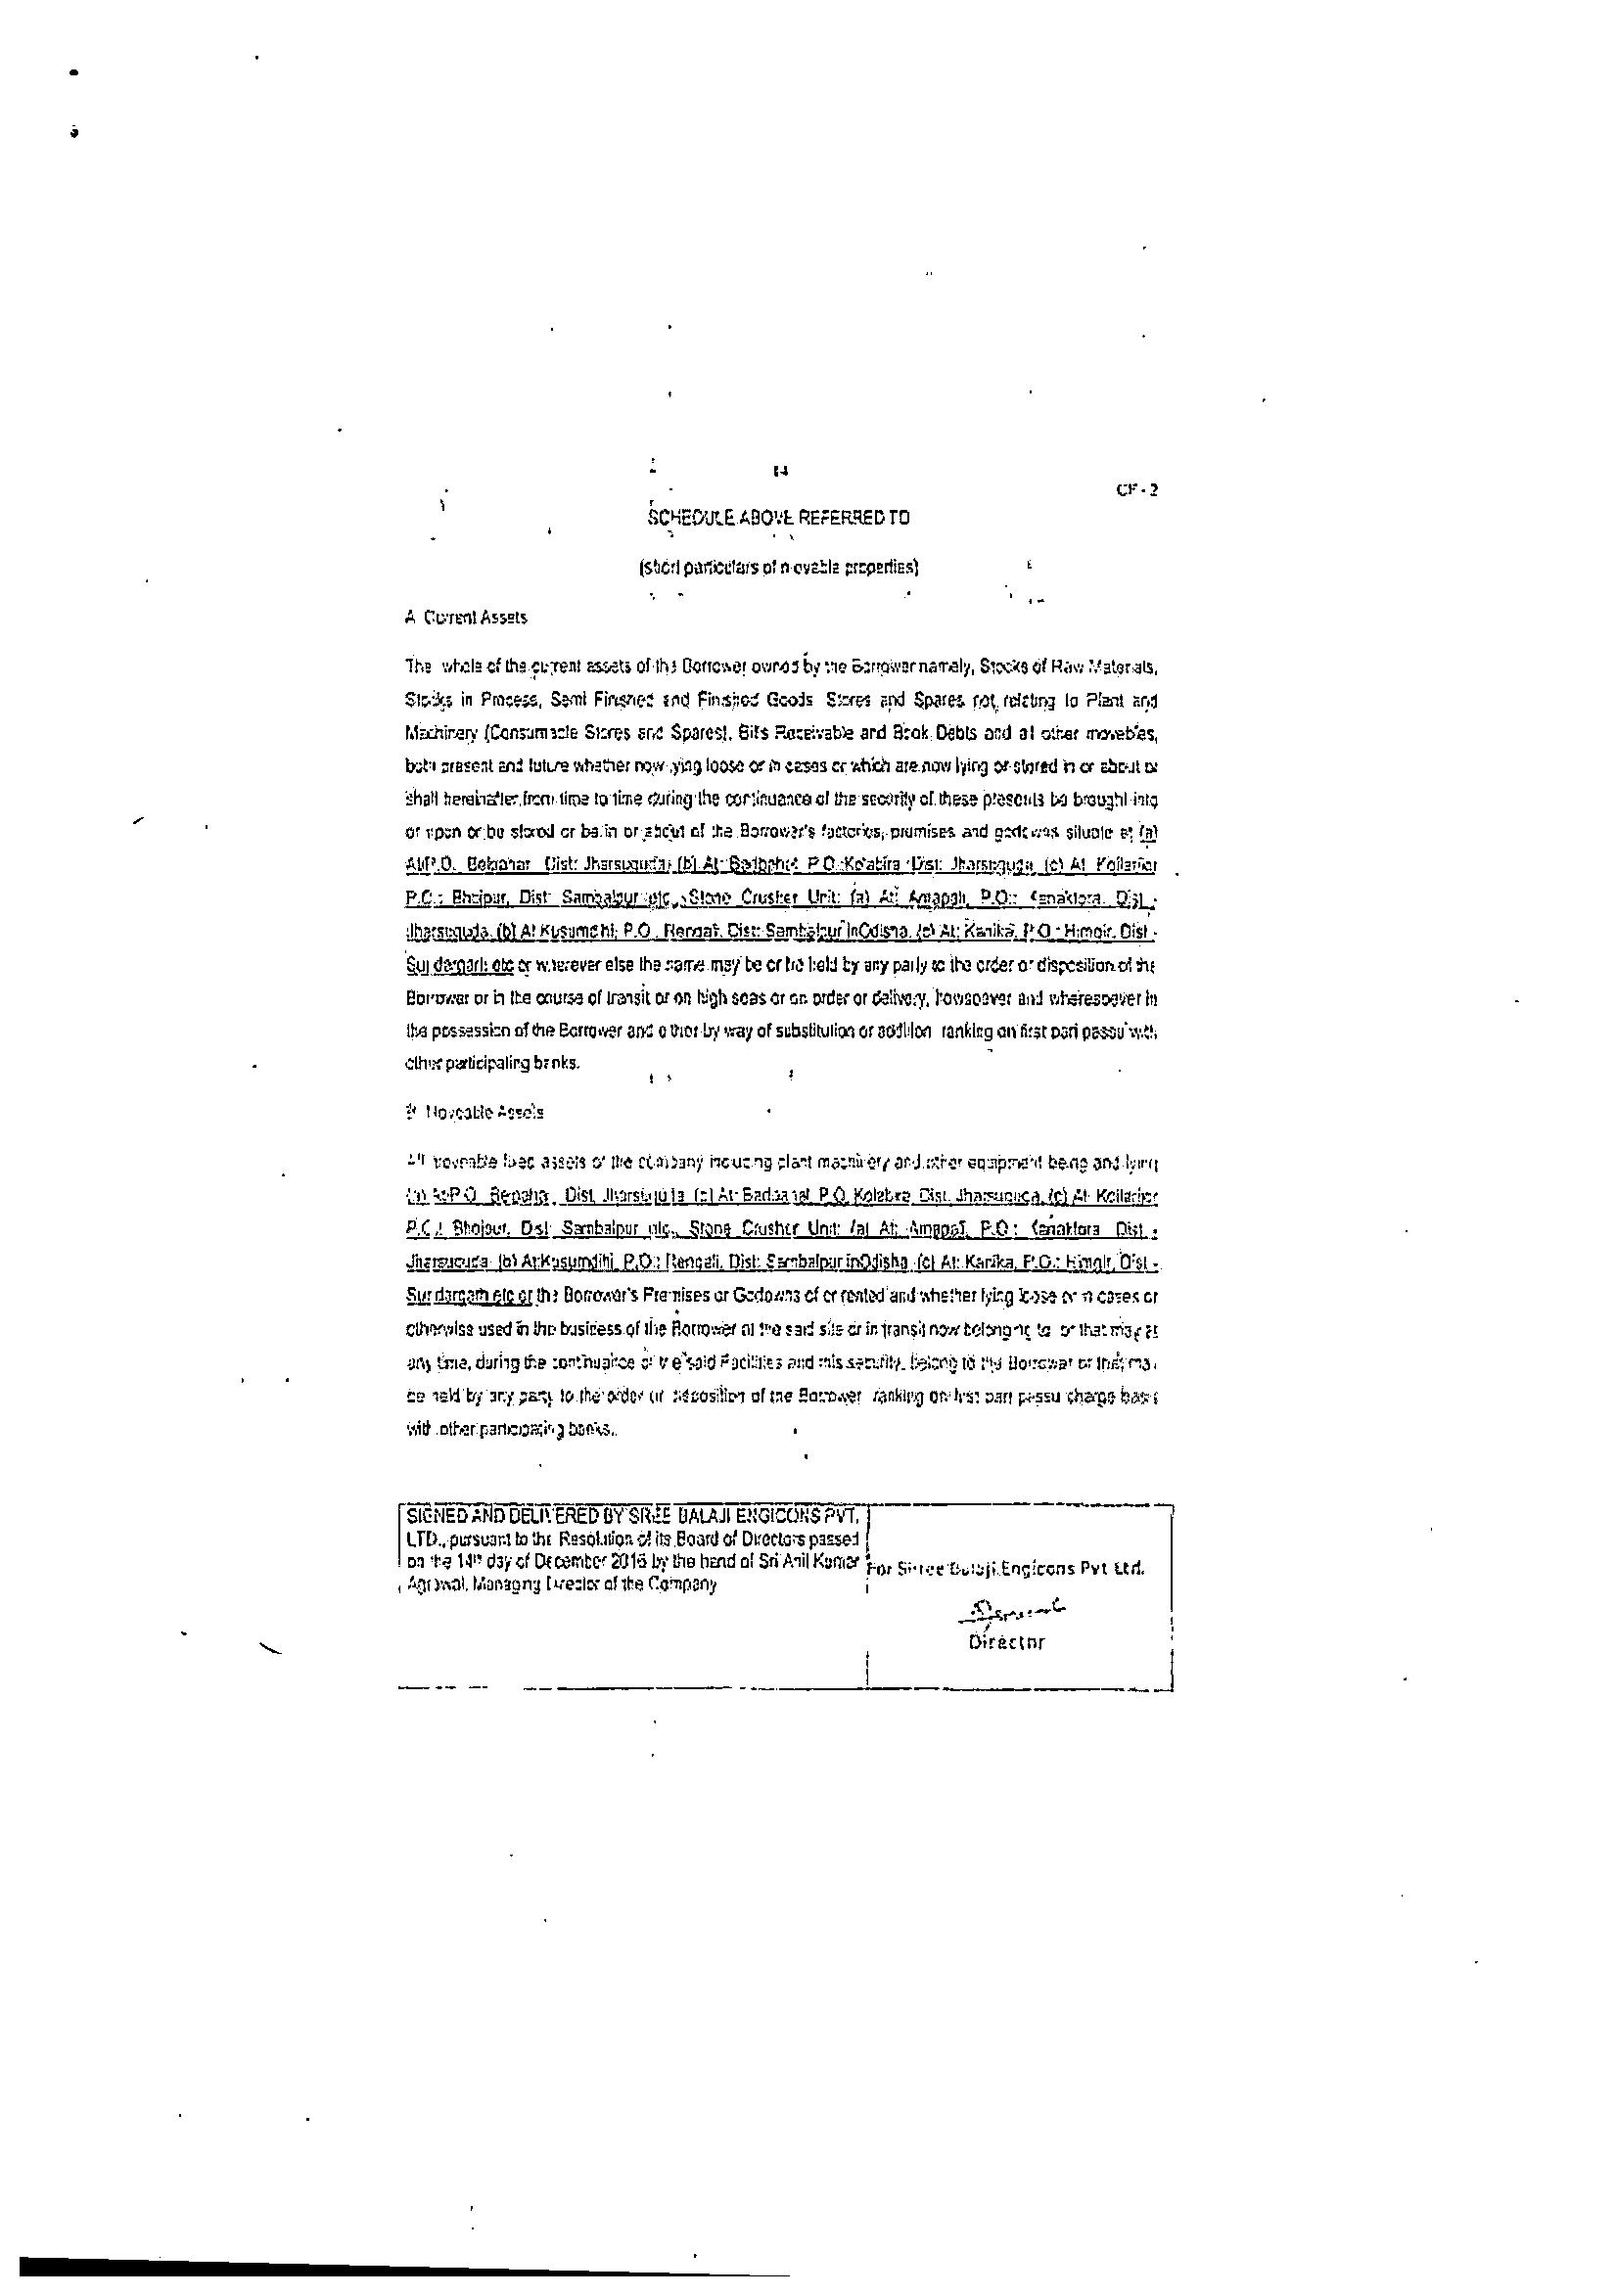 14
CF - 2
SCHEDULE ABOVE REFERRED TO
(short particulars of movable properties)
A Current Assets
The whole of the current assets of the Borrower owned by the Borrower namely, Stocks of Raw Materials,
Stocks in Process, Semi Finished and Finished Goods Stores and Spares not relating to Plant and
Machinery (Consumable Stores and Spares), Bills Receivable and Book Debts and all other movebles,
both present and future whether now lying loose or in cases or which are now lying or stored in or about or
shall hereinafter from time to time during the continuance of the security of these presents be brought into
or upon or be stored or be in or about of the Borrower's factories, premises and godowns situate at (a)
At/P.O. Belpahar Dist: Jharsuguda (b) At: P.O. Kolabira Dist: Jharsuguda (c) At
P.O.: Dist: Sambalpur etc., Stone Crusher Unit: (a) At: Amapali, P.O.: Kanaktora Dist -
Jharsuguda (b) At Kusumdihi, P.O. Rengali, Dist: Sambalpur in Odisha (c) At: Kanika, P.O.: Himgir, Dist -
Sundargarh etc or wherever else the same may be or be held by any party to the order or disposition of the
Borrower or in the course of transit or on high seas or on order or delivery, howsoever and wheresoever in
the possession of the Borrower and either by way of substitution or addition ranking on first pari passu with
other participating banks.
Moveable Assets
All moveable fixed assets of the company including plant machinery and other equipment being and lying
(a) At/P.O. Dist Jharsuguda At: P.O. Kolabira Dist. Jharsuguda, (c) At:
P.O.: Bhojpur, Dist: Sambalpur etc., Stone Crusher Unit: (a) At: Amapali, P.O.: Kanaktora Dist -
Jharsuguda (b) At:Kusumdihi, P.O.: Rengali, Dist: Sambalpur in Odisha (c) At: Kanika, P.O.: Himgir, Dist -
Sundargarh etc or the Borrower's Premises or Godowns of or rented and whether lying loose or in cases or
otherwise used in the business of the Borrower at the said site or in transit now belonging to or that may at
any time, during the continuance of the said Facilities and this security, belong to the Borrower or that may
be held by any party to the order or disposition of the Borrower ranking on first pari passu charge basis
with other participating banks.
SIGNED AND DELIVERED BY SREE BALAJI ENGICONS PVT.
LTD., pursuant to the Resolution of its Board of Directors passed
on the 14th day of December 2016 by the hand of Sri Anil Kumar
Agrawal, Managing Director of the Company
For Shree Balaji Engicons Pvt Ltd.
Director